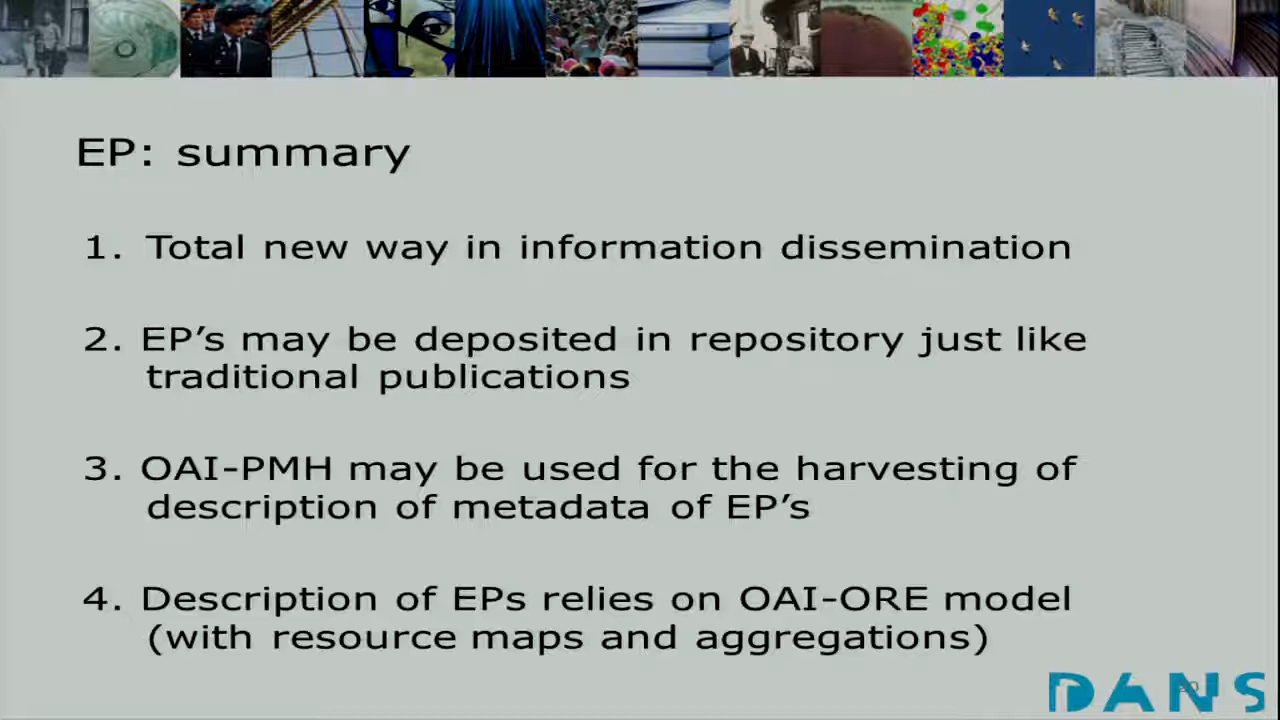 EP: summary
1. Total new way in information dissemination
2. EP’s may be deposited in repository just like
traditional publications
3. OAI-PMH may be used for the harvesting of
description of metadata of EP’s
4. Description of EPs relies on OAI-ORE model
(with resource maps and aggregations)
DANS